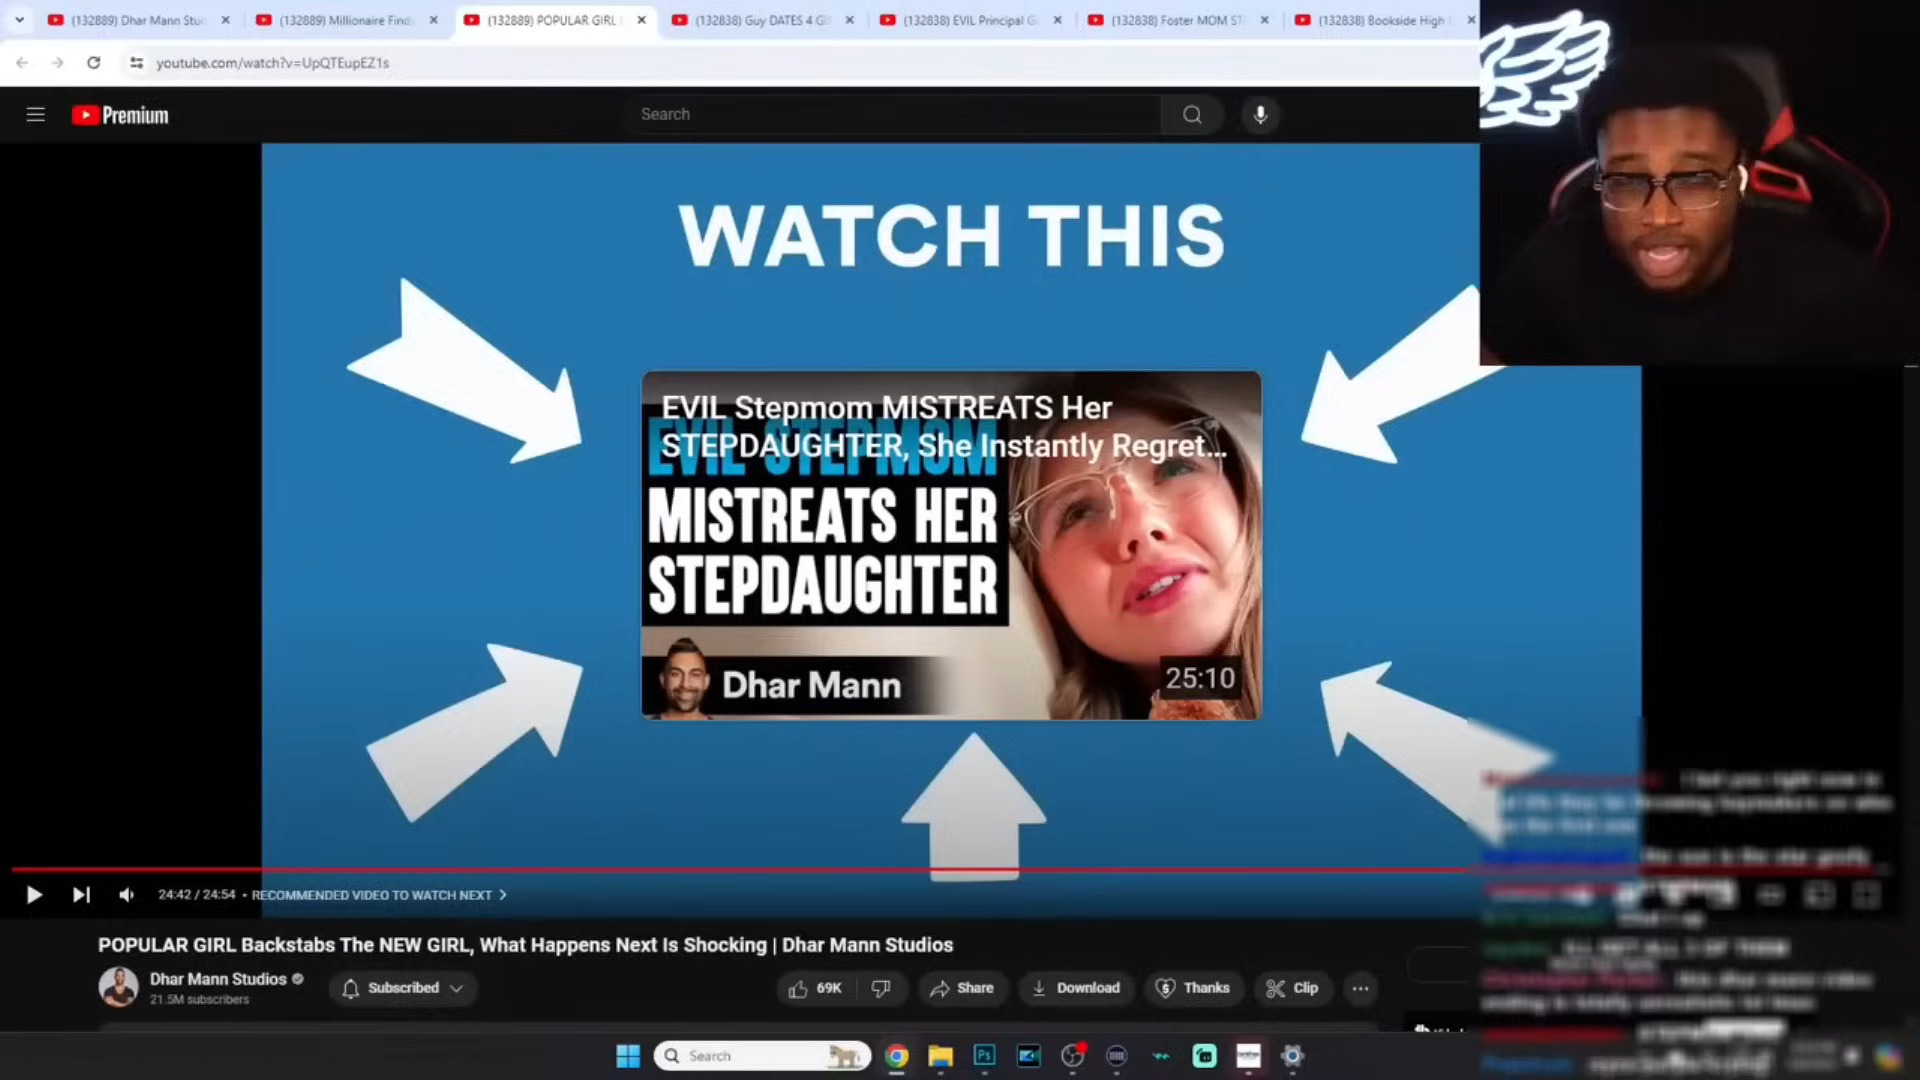 (132889) Dhar Mann Stu
(132889) Millionaire Find
(132889) POPULAR GIRL
(132838) Guy DATES 4 G
(132838) EVIL Principal G
(132838) Foster MOM ST
(132838) Bookside High
youtube.com/watch?v=UpQTEupEZ1s
Premium
Search
WATCH THIS
EVIL Stepmom MISTREATS Her
STEPDAUGHTER, She Instantly Regret...
EVIL STEPMOM
MISTREATS HER
STEPDAUGHTER
Dhar Mann
25:10
24:42 / 24:54 • RECOMMENDED VIDEO TO WATCH NEXT
POPULAR GIRL Backstabs The NEW GIRL, What Happens Next Is Shocking | Dhar Mann Studios
Dhar Mann Studios
21.5M subscribers
Subscribed
69K
Share
Download
Thanks
Clip
Search
Ps